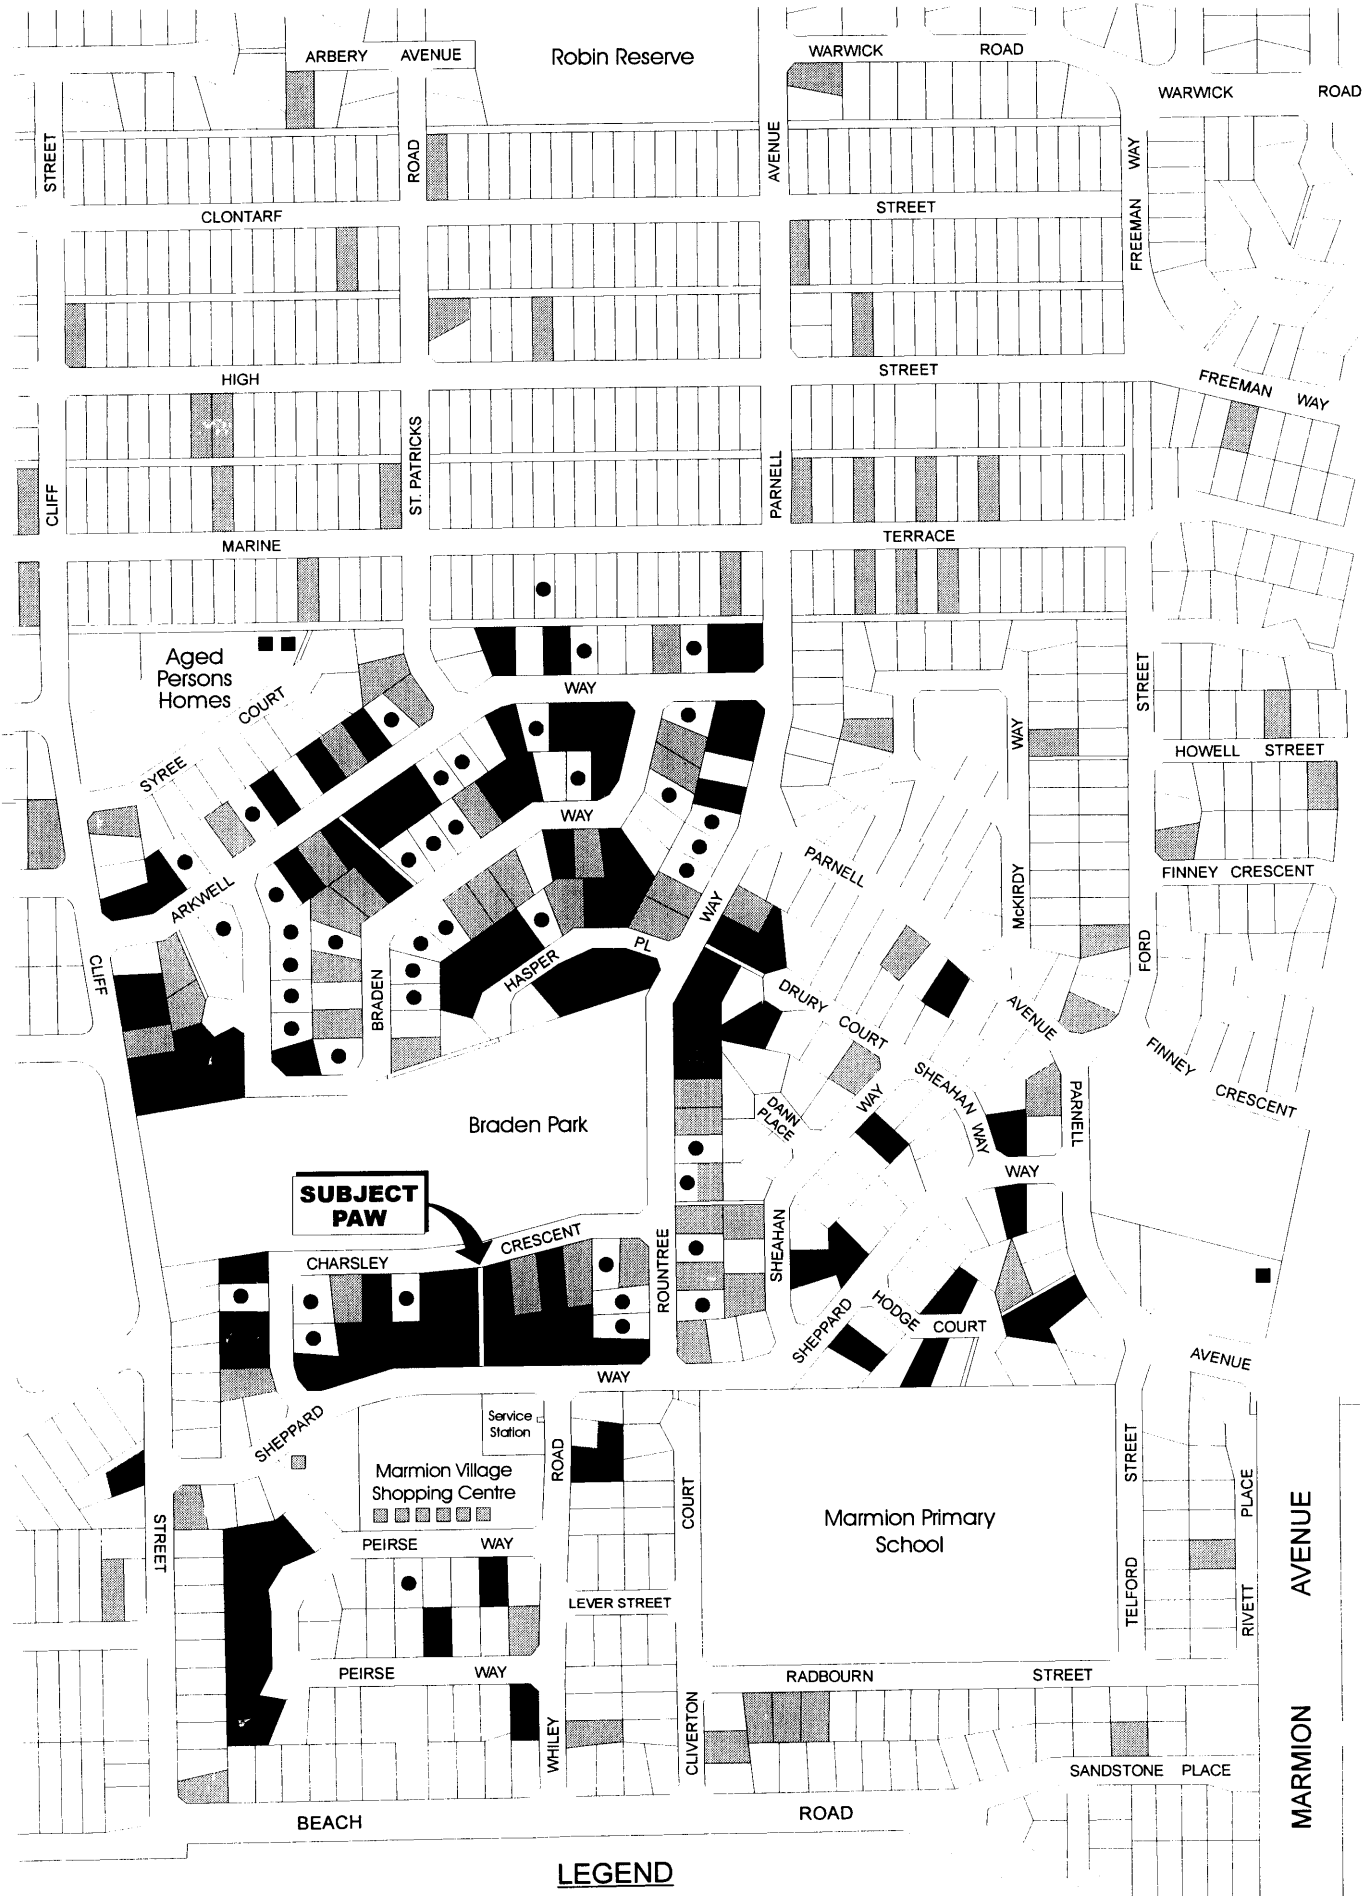 ARBERY AVENUE
Robin Reserve
WARWICK ROAD
WARWICK ROAD
STREET
ROAD
AVENUE
FREEMAN WAY
CLONTARF
STREET
HIGH
STREET
FREEMAN WAY
CLIFF
ST. PATRICKS
PARNELL
MARINE
TERRACE
Aged
Persons
Homes
SYREE COURT
WAY
WAY
STREET
HOWELL STREET
WAY
PARNELL
FINNEY CRESCENT
ARKWELL
WAY
McKIRDY
CLIFF
BRADEN
HASPER
PL
DRURY COURT
AVENUE
FORD
FINNEY CRESCENT
SHEAHAN WAY
WAY
DANN
PLACE
PARNELL
Braden Park
WAY
SUBJECT
PAW
CHARSLEY
CRESCENT
ROUNTREE
SHEAHAN
SHEPPARD
HODGE
COURT
AVENUE
WAY
SHEPPARD
Service
Station
Marmion Village
Shopping Centre
ROAD
COURT
STREET
PLACE
Marmion Primary
School
STREET
PEIRSE WAY
LEVER STREET
TELFORD
RIVETT
AVENUE
PEIRSE WAY
RADBOURN STREET
WHILEY
CLIVERTON
SANDSTONE PLACE
MARMION
BEACH
ROAD
LEGEND